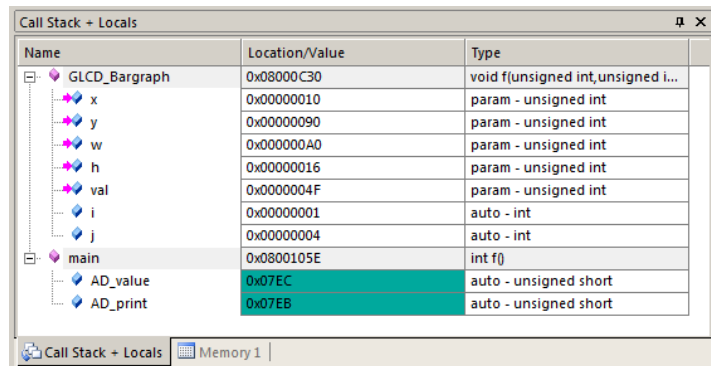 Call Stack + Locals
Name Location/Value Type
GLCD_Bargraph 0x08000C30 void f(unsigned int,unsigned i...
x 0x00000010 param - unsigned int
y 0x00000090 param - unsigned int
w 0x000000A0 param - unsigned int
h 0x00000016 param - unsigned int
val 0x0000004F param - unsigned int
i 0x00000001 auto - int
j 0x00000004 auto - int
main 0x0800105E int f()
AD_value 0x07EC auto - unsigned short
AD_print 0x07EB auto - unsigned short
Call Stack + Locals Memory 1